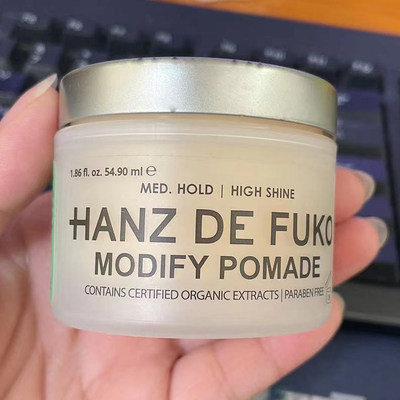 1.86 fl. oz. 54.90 ml ℮
MED. HOLD | HIGH SHINE
HANZ DE FUKO
MODIFY POMADE
CONTAINS CERTIFIED ORGANIC EXTRACTS | PARABEN FREE